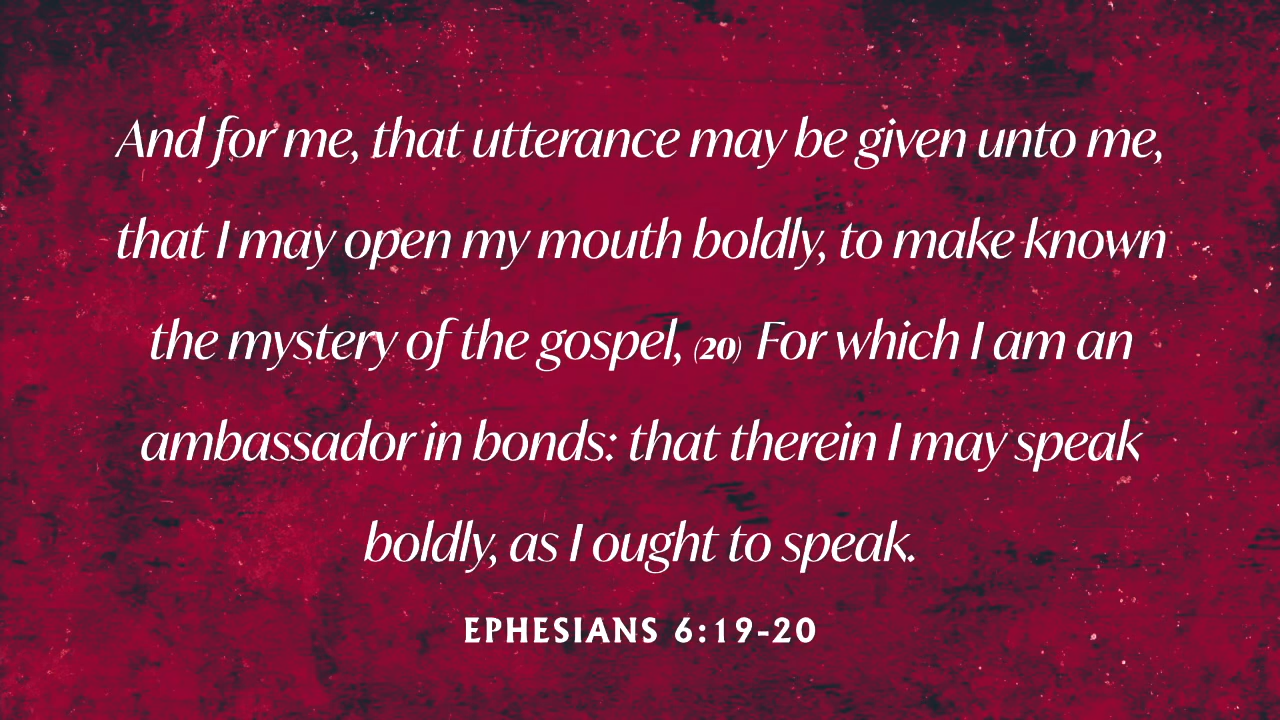 And for me, that utterance may be given unto me,
that I may open my mouth boldly, to make known
the mystery of the gospel, (20) For which I am an
ambassador in bonds: that therein I may speak
boldly, as I ought to speak.
EPHESIANS 6:19-20